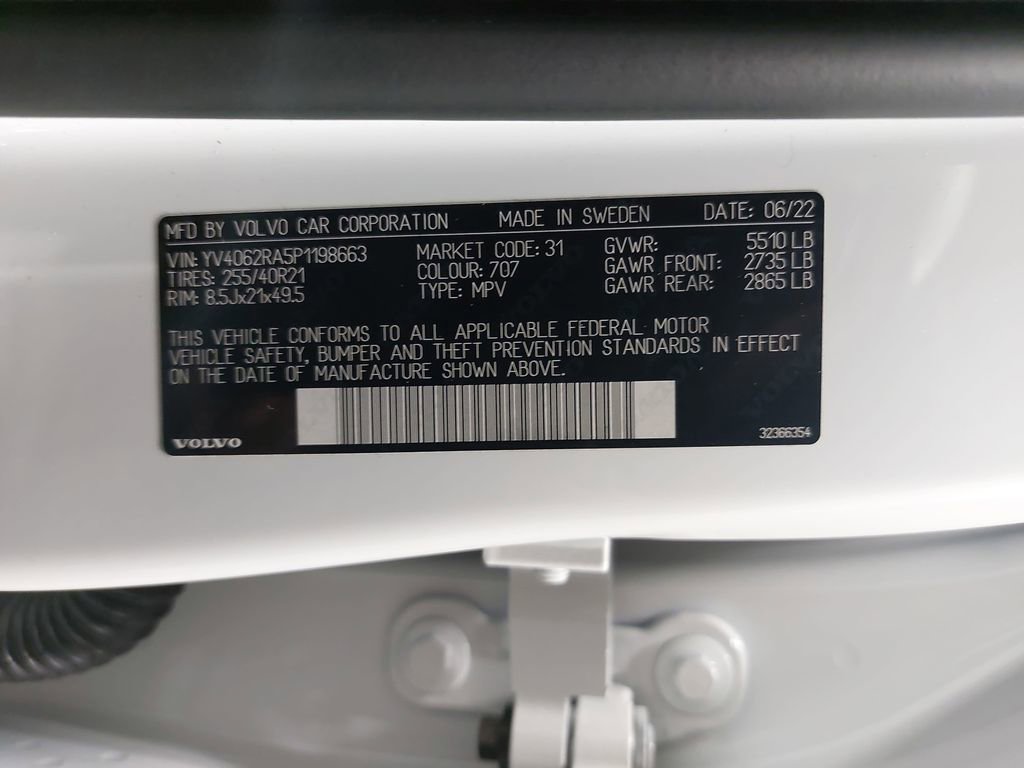 MFD BY VOLVO CAR CORPORATION MADE IN SWEDEN DATE: 06/22
VIN: YV4062RA5P1198663 MARKET CODE: 31 GVWR: 5510 LB
TIRES: 255/40R21 COLOUR: 707 GAWR FRONT: 2735 LB
RIM: 8.5Jx21x49.5 TYPE: MPV GAWR REAR: 2865 LB
THIS VEHICLE CONFORMS TO ALL APPLICABLE FEDERAL MOTOR
VEHICLE SAFETY, BUMPER AND THEFT PREVENTION STANDARDS IN EFFECT
ON THE DATE OF MANUFACTURE SHOWN ABOVE.
VOLVO 32366354